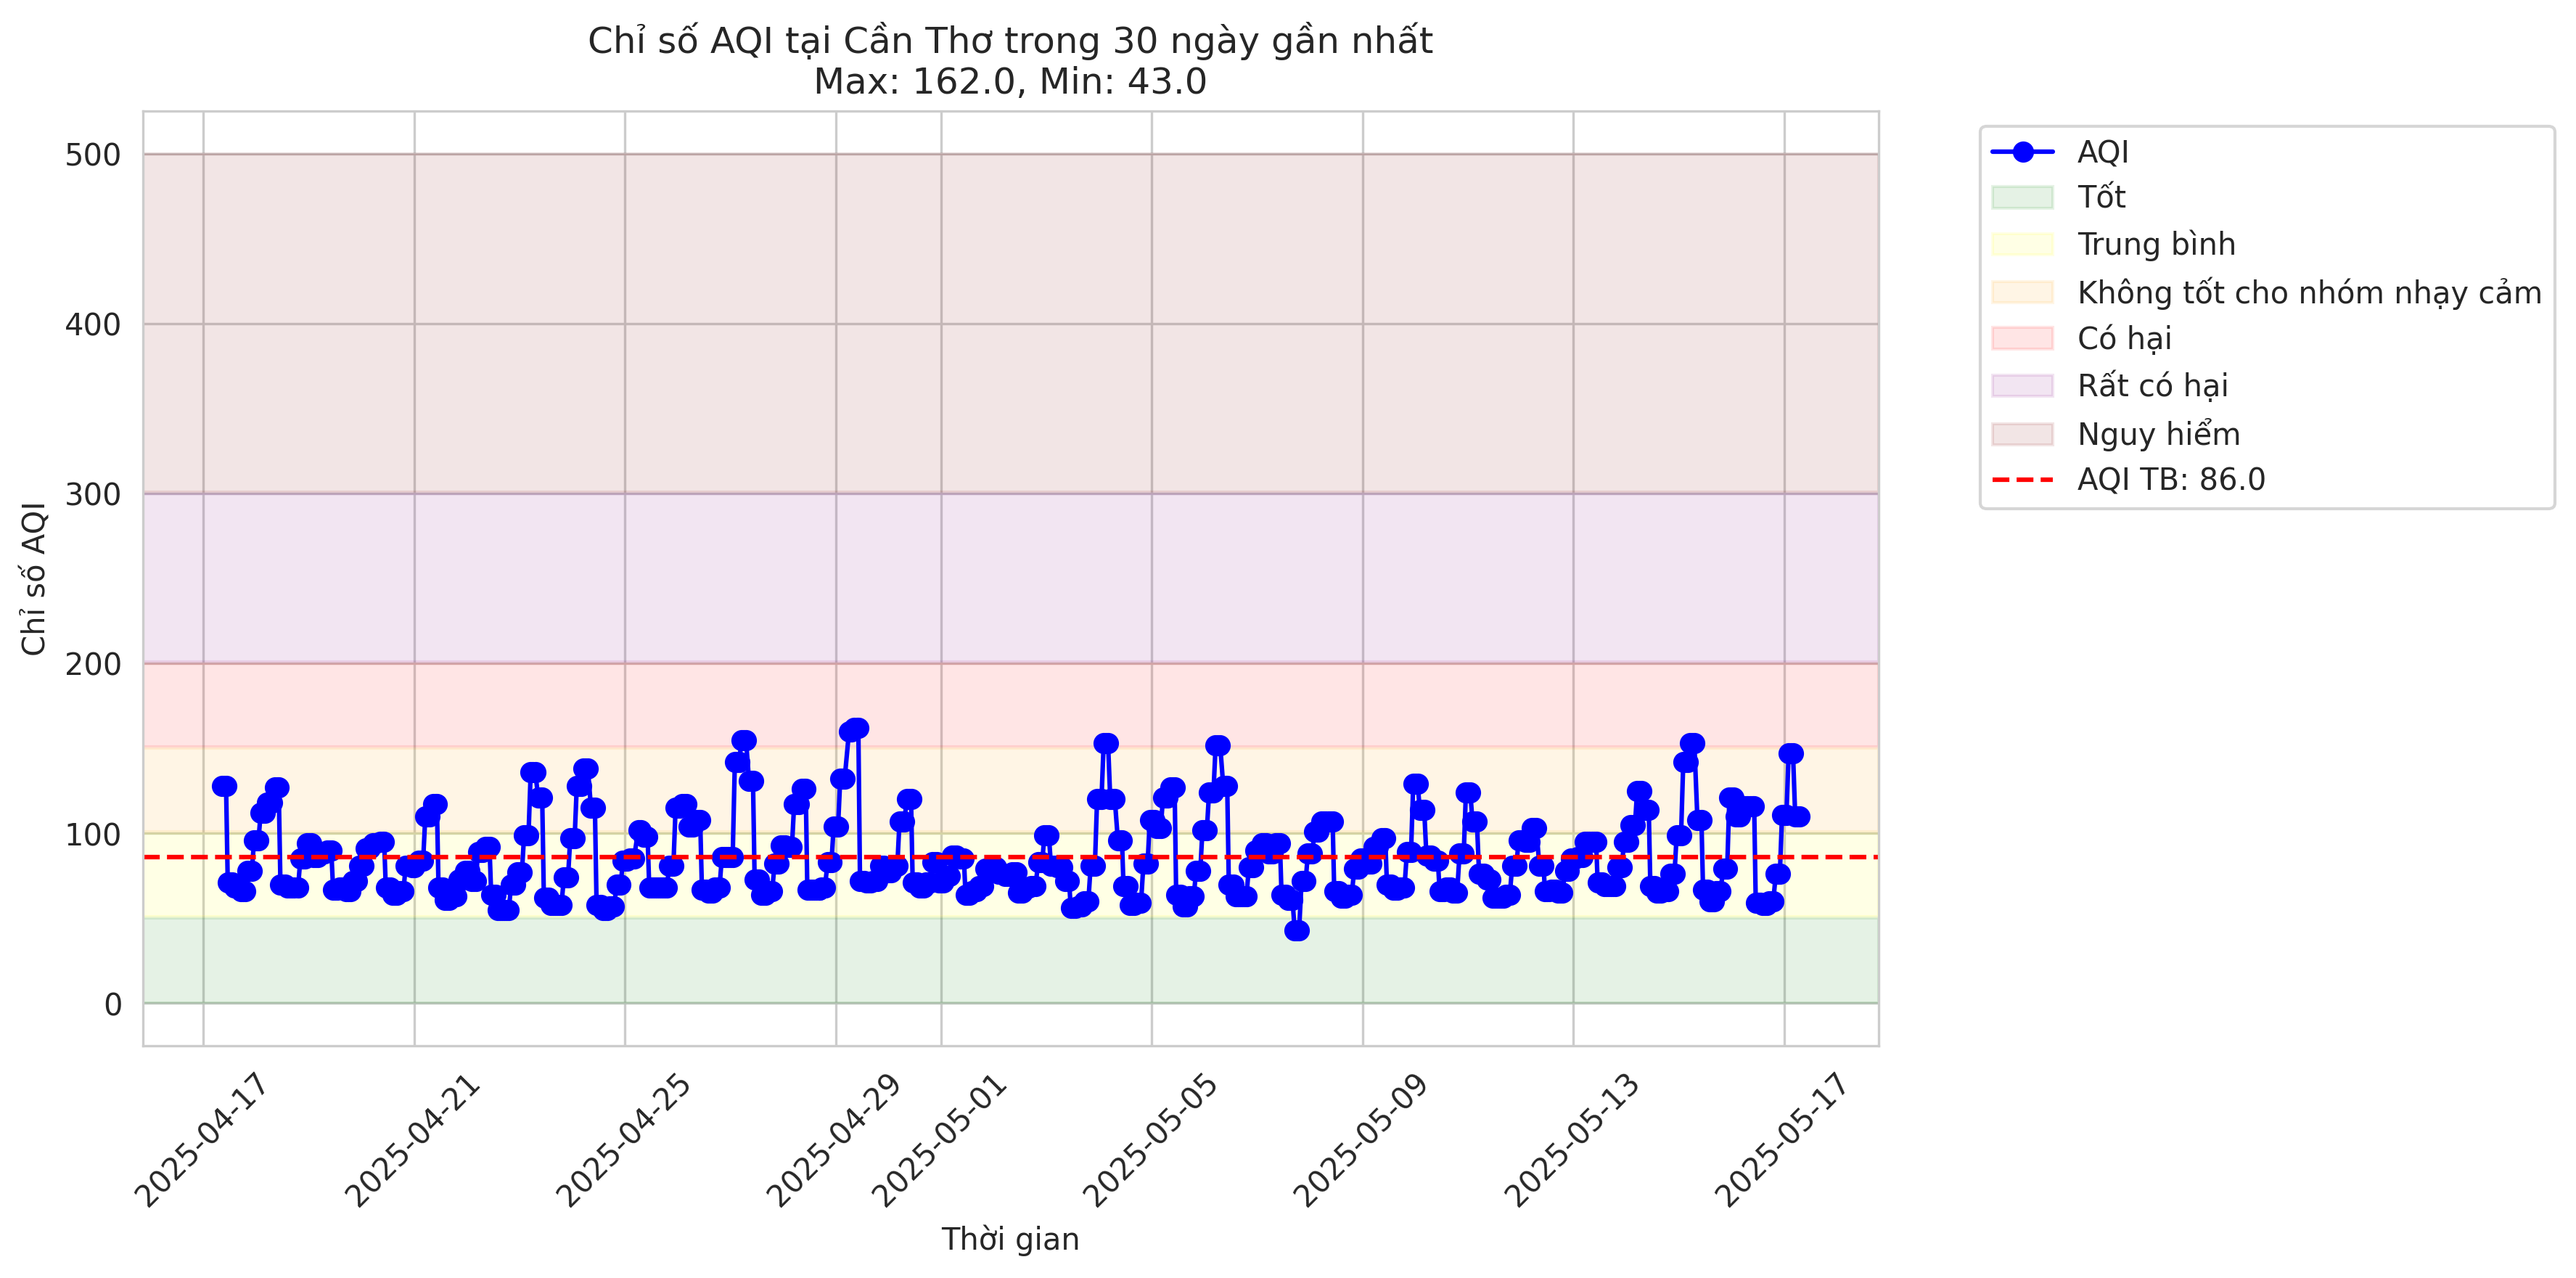 Chỉ số AQI tại Cần Thơ trong 30 ngày gần nhất
Max: 162.0, Min: 43.0
Chỉ số AQI
500
400
300
200
100
0
2025-04-17
2025-04-21
2025-04-25
2025-04-29
2025-05-01
2025-05-05
2025-05-09
2025-05-13
2025-05-17
Thời gian
AQI
Tốt
Trung bình
Không tốt cho nhóm nhạy cảm
Có hại
Rất có hại
Nguy hiểm
AQI TB: 86.0